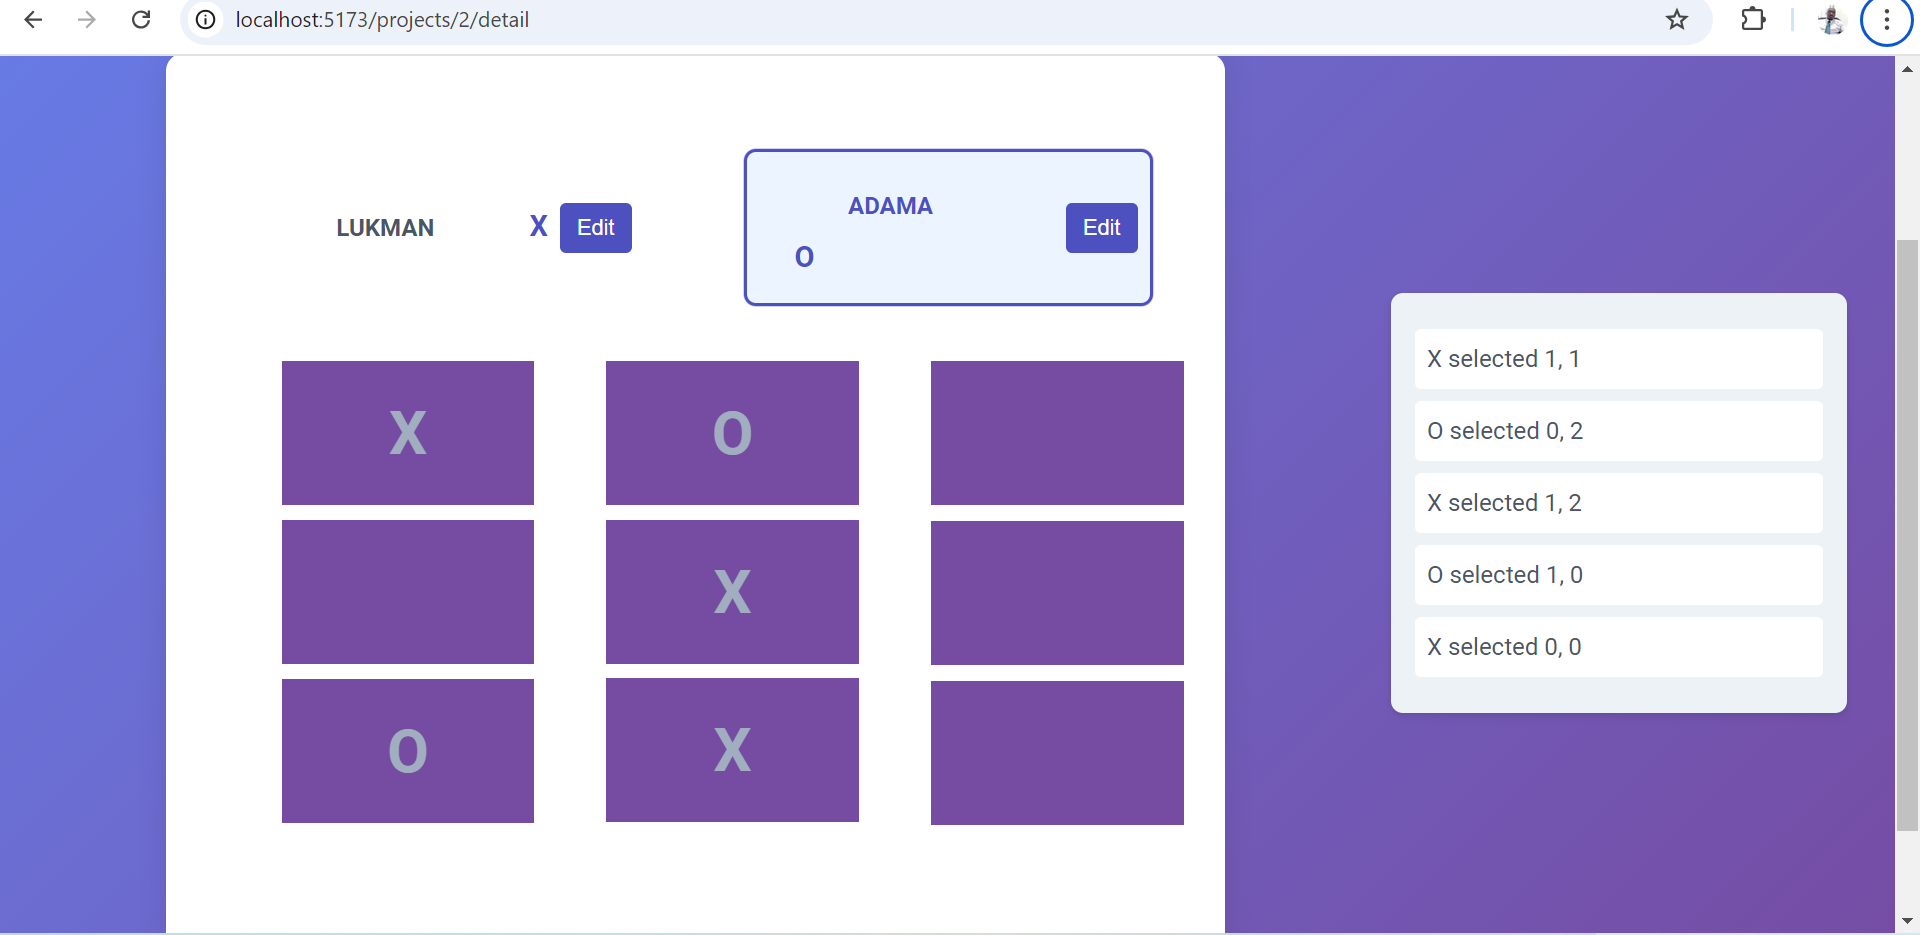 localhost:5173/projects/2/detail
LUKMAN X Edit
ADAMA
O
Edit
X O
X
O X
X selected 1, 1
O selected 0, 2
X selected 1, 2
O selected 1, 0
X selected 0, 0